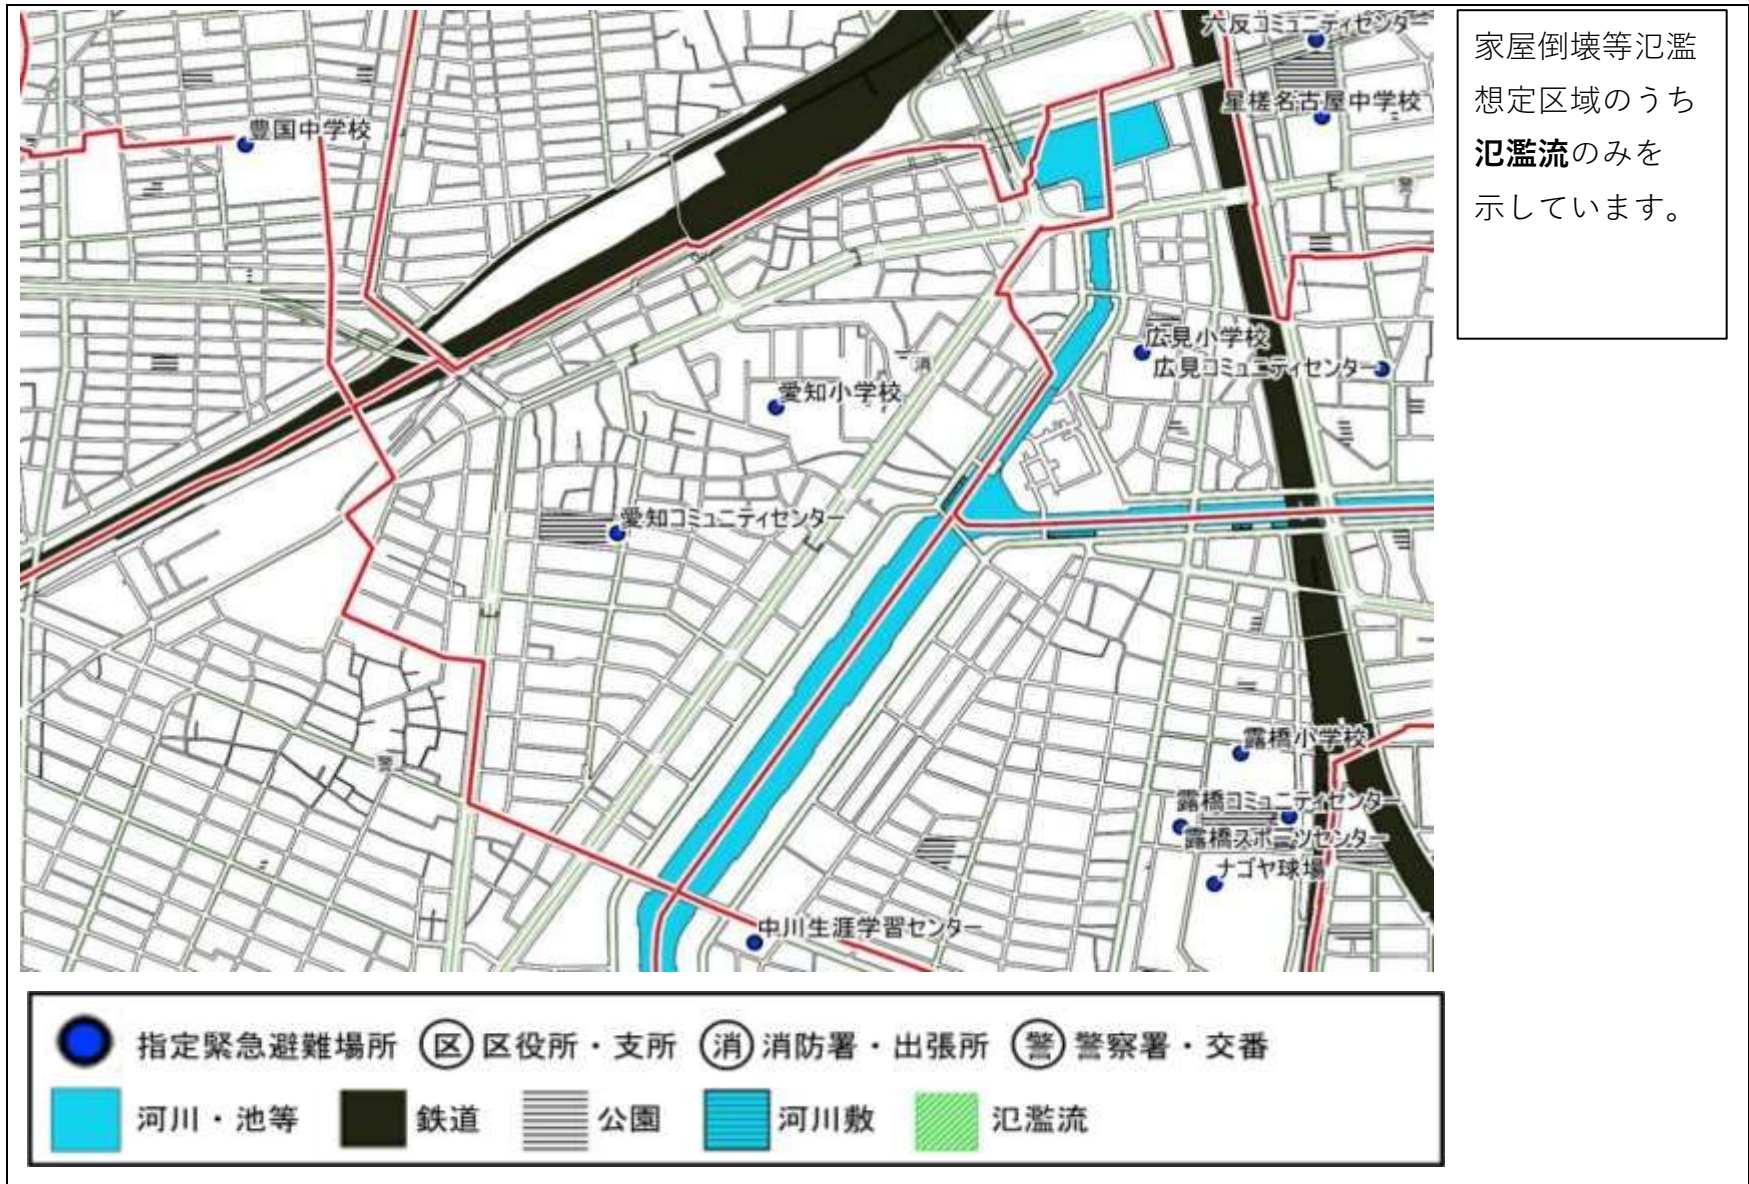 六反コミュニティセンター
豊国中学校
星槎名古屋中学校
警
広見小学校
広見コミュニティセンター
消
愛知小学校
愛知コミュニティセンター
露橋小学校
警
露橋コミュニティセンター
露橋スポーツセンター
ナゴヤ球場
中川生涯学習センター
家屋倒壊等氾濫
想定区域のうち
氾濫流のみを
示しています。
指定緊急避難場所 区 区役所・支所 消 消防署・出張所 警 警察署・交番
河川・池等 鉄道 公園 河川敷 氾濫流